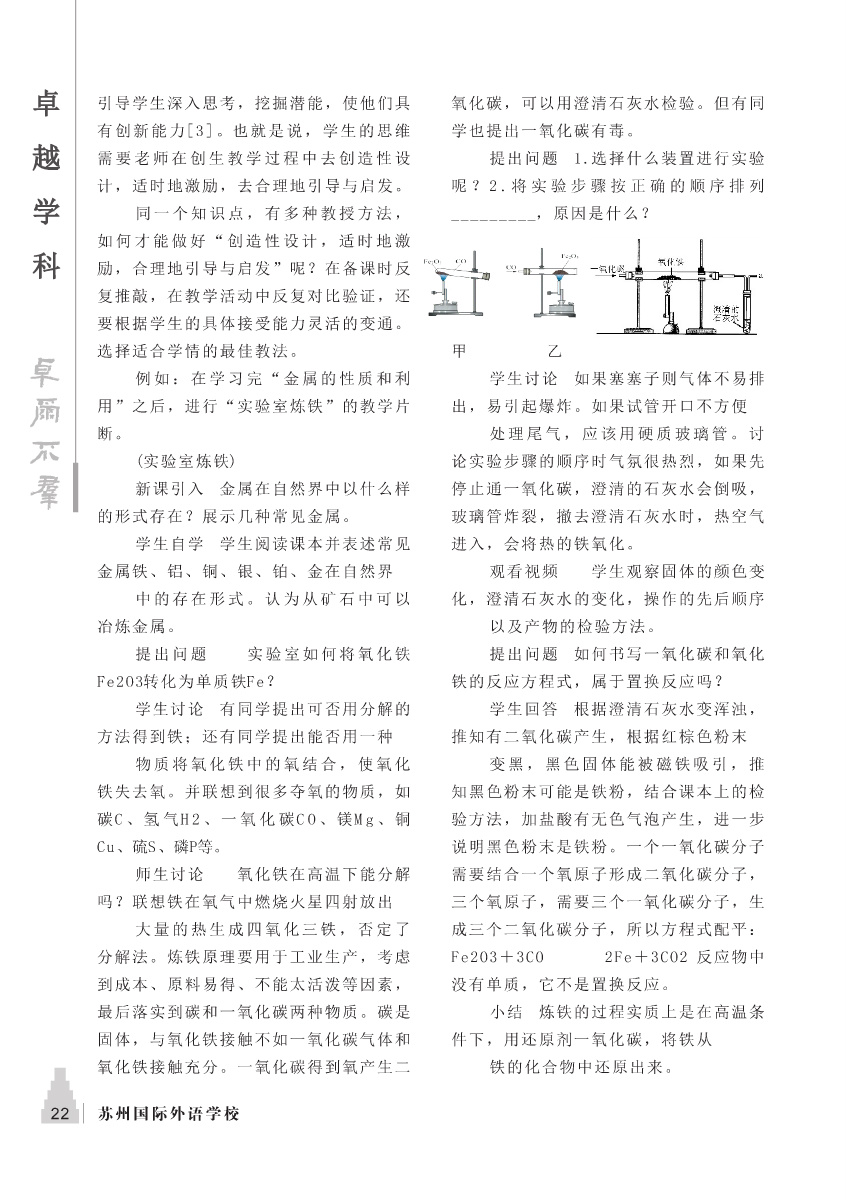 卓
越
学
科
卓
而
不
群
引导学生深入思考，挖掘潜能，使他们具
有创新能力[3]。也就是说，学生的思维
需要老师在创生教学过程中去创造性设
计，适时地激励，去合理地引导与启发。
同一个知识点，有多种教授方法，
如何才能做好“创造性设计，适时地激
励，合理地引导与启发”呢？在备课时反
复推敲，在教学活动中反复对比验证，还
要根据学生的具体接受能力灵活的变通。
选择适合学情的最佳教法。
例如：在学习完“金属的性质和利
用”之后，进行“实验室炼铁”的教学片
断。
(实验室炼铁)
新课引入　金属在自然界中以什么样
的形式存在？展示几种常见金属。
学生自学　学生阅读课本并表述常见
金属铁、铝、铜、银、铂、金在自然界
中的存在形式。认为从矿石中可以
冶炼金属。
提出问题　　实验室如何将氧化铁
Fe2O3转化为单质铁Fe？
学生讨论　有同学提出可否用分解的
方法得到铁；还有同学提出能否用一种
物质将氧化铁中的氧结合，使氧化
铁失去氧。并联想到很多夺氧的物质，如
碳C、氢气H2、一氧化碳CO、镁Mg、铜
Cu、硫S、磷P等。
师生讨论　　氧化铁在高温下能分解
吗？联想铁在氧气中燃烧火星四射放出
大量的热生成四氧化三铁，否定了
分解法。炼铁原理要用于工业生产，考虑
到成本、原料易得、不能太活泼等因素，
最后落实到碳和一氧化碳两种物质。碳是
固体，与氧化铁接触不如一氧化碳气体和
氧化铁接触充分。一氧化碳得到氧产生二
氧化碳，可以用澄清石灰水检验。但有同
学也提出一氧化碳有毒。
提出问题　1.选择什么装置进行实验
呢？2.将实验步骤按正确的顺序排列
_________，原因是什么？
Fe₂O₃ CO
CO Fe₂O₃
一氧化碳 氧化铁 a
澄清的
石灰水
甲 乙
学生讨论　如果塞塞子则气体不易排
出，易引起爆炸。如果试管开口不方便
处理尾气，应该用硬质玻璃管。讨
论实验步骤的顺序时气氛很热烈，如果先
停止通一氧化碳，澄清的石灰水会倒吸，
玻璃管炸裂，撤去澄清石灰水时，热空气
进入，会将热的铁氧化。
观看视频　　学生观察固体的颜色变
化，澄清石灰水的变化，操作的先后顺序
以及产物的检验方法。
提出问题　如何书写一氧化碳和氧化
铁的反应方程式，属于置换反应吗？
学生回答　根据澄清石灰水变浑浊，
推知有二氧化碳产生，根据红棕色粉末
变黑，黑色固体能被磁铁吸引，推
知黑色粉末可能是铁粉，结合课本上的检
验方法，加盐酸有无色气泡产生，进一步
说明黑色粉末是铁粉。一个一氧化碳分子
需要结合一个氧原子形成二氧化碳分子，
三个氧原子，需要三个一氧化碳分子，生
成三个二氧化碳分子，所以方程式配平：
Fe2O3＋3CO　　2Fe＋3CO2 反应物中
没有单质，它不是置换反应。
小结　炼铁的过程实质上是在高温条
件下，用还原剂一氧化碳，将铁从
铁的化合物中还原出来。
22 苏州国际外语学校